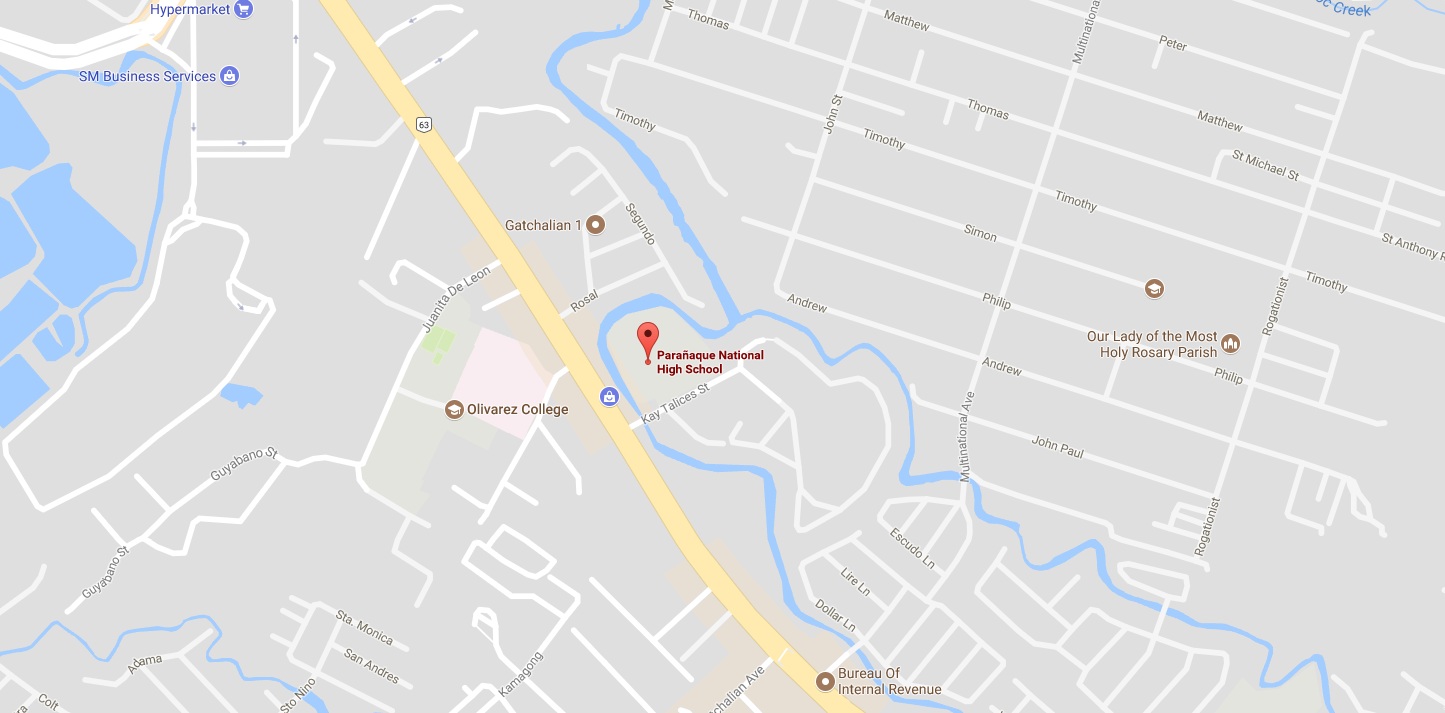 Hypermarket
oc Creek
Thomas
Matthew
Multinational
Peter
SM Business Services
63
John St
Thomas
Timothy
Matthew
Timothy
St Michael St
Timothy
Segundo
Gatchalian 1
Simon
St Anthony R
Juanita De Leon
Rosal
Andrew
Philip
Timothy
Rogationist
Our Lady of the Most
Holy Rosary Parish
Parañaque National
High School
Andrew
Philip
Kay Talices St
Olivarez College
Multinational Ave
John Paul
Guyabano St
Rogationist
Escudo Ln
Guyabano St
Lire Ln
Dollar Ln
Sta. Monica
Adama
San Andres
Kamagong
Sto Nino
Colt
chalian Ave
Bureau Of
Internal Revenue